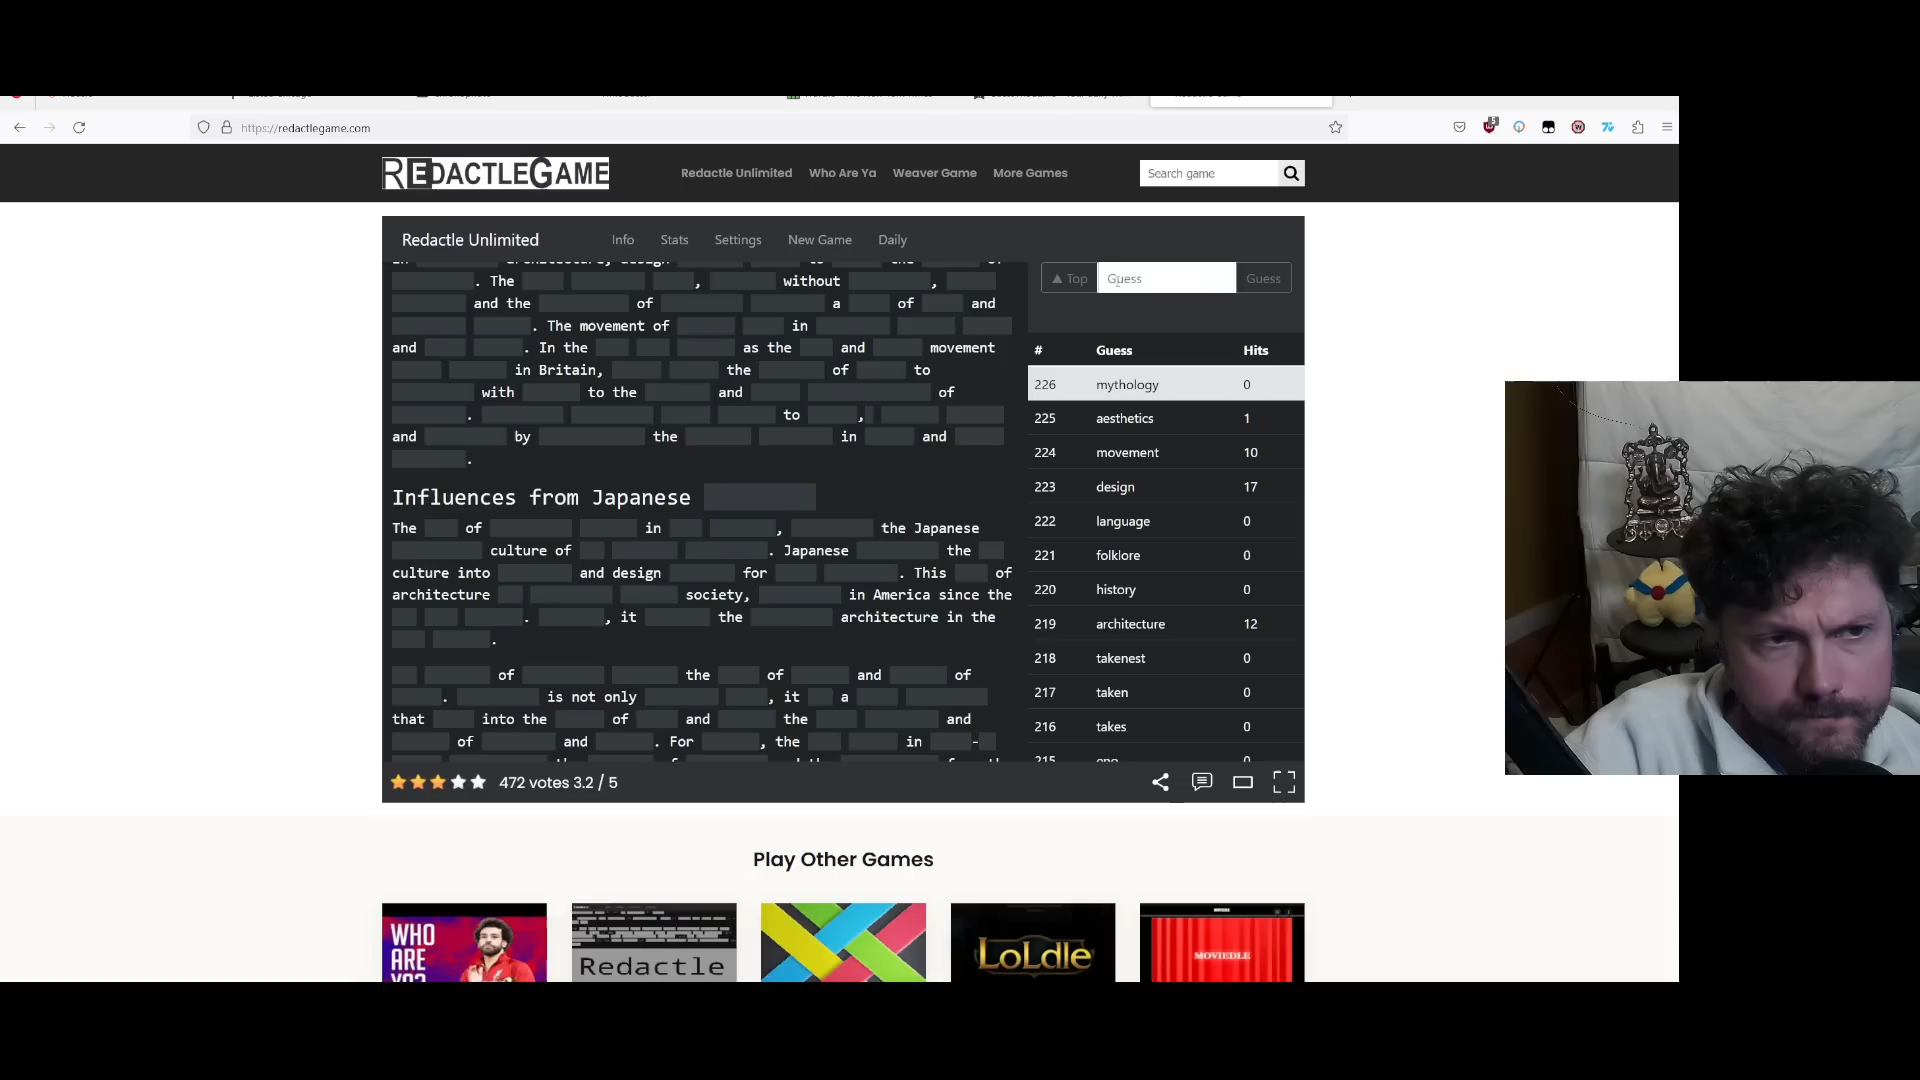 https://redactlegame.com
REDACTLEGAME
Redactle Unlimited Who Are Ya Weaver Game More Games
Search game
Redactle Unlimited Info Stats Settings New Game Daily
▲ Top Guess Guess
. The , without ,
and the of a of and
. The movement of in
and . In the as the and movement
in Britain, the of to
with to the and of
. to ,
and by the in and
.
Influences from Japanese
The of in , the Japanese
culture of . Japanese the
culture into and design for . This of
architecture society, in America since the
. , it the architecture in the
.
of the of and of
. is not only , it a
that into the of and the and
of and . For , the in -
# Guess Hits
226 mythology 0
225 aesthetics 1
224 movement 10
223 design 17
222 language 0
221 folklore 0
220 history 0
219 architecture 12
218 takenest 0
217 taken 0
216 takes 0
472 votes 3.2 / 5
Play Other Games
WHO
ARE
Redactle
LoLdle
MOVIEDLE